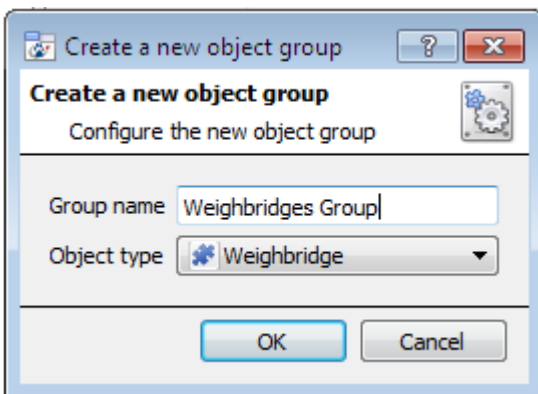 Create a new object group
Create a new object group
Configure the new object group
Group name Weighbridges Group
Object type Weighbridge
OK Cancel